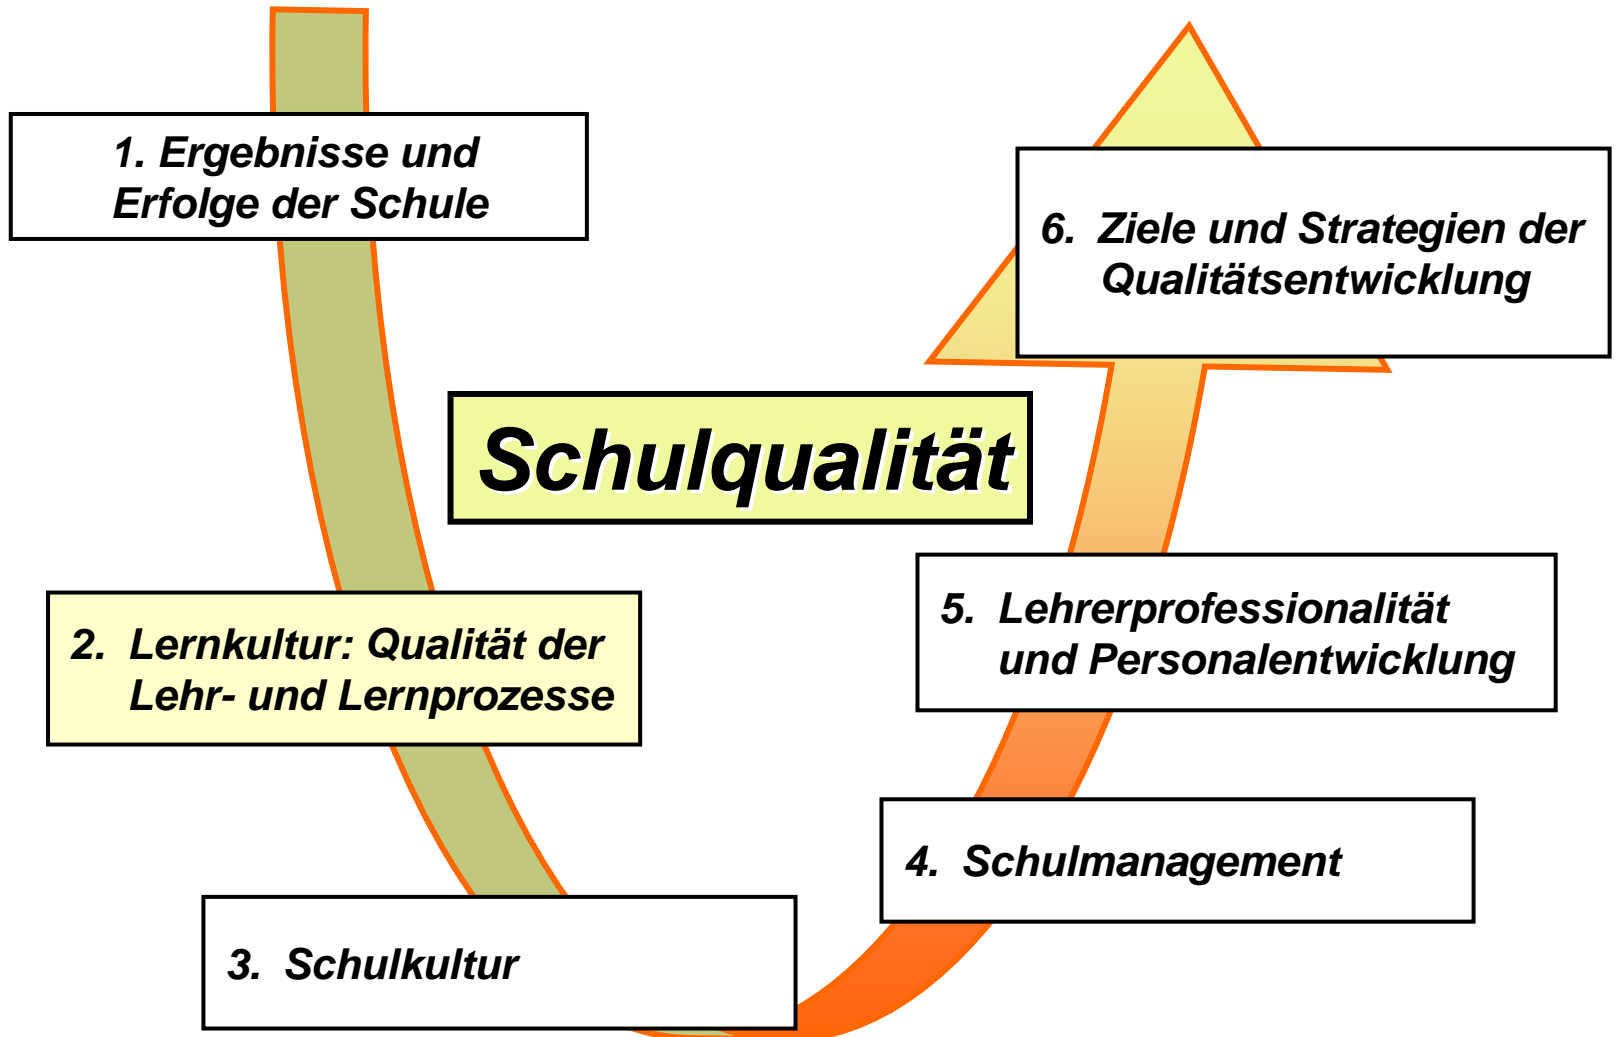 1. Ergebnisse und
Erfolge der Schule
2. Lernkultur: Qualität der
Lehr- und Lernprozesse
3. Schulkultur
Schulqualität
4. Schulmanagement
5. Lehrerprofessionalität
und Personalentwicklung
6. Ziele und Strategien der
Qualitätsentwicklung